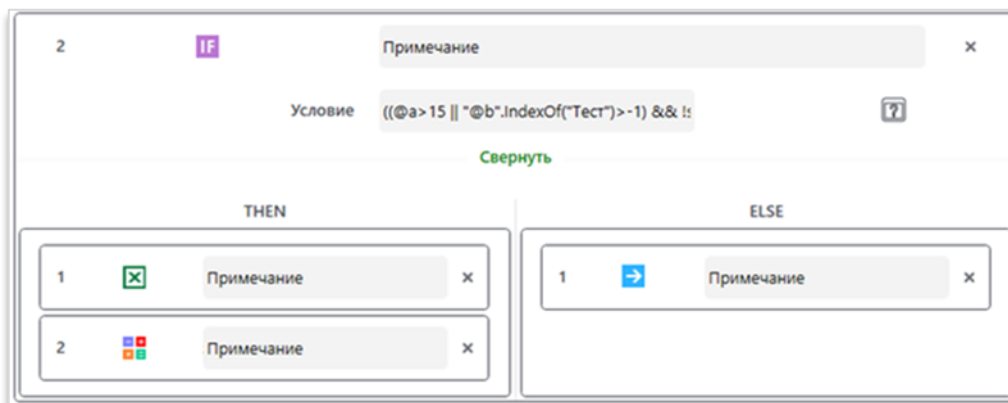 2 IF Примечание ×
Условие ((@a>15 || "@b".IndexOf("Тест")>-1) && !s ?
Свернуть
THEN ELSE
1 Примечание × 1 Примечание ×
2 Примечание ×